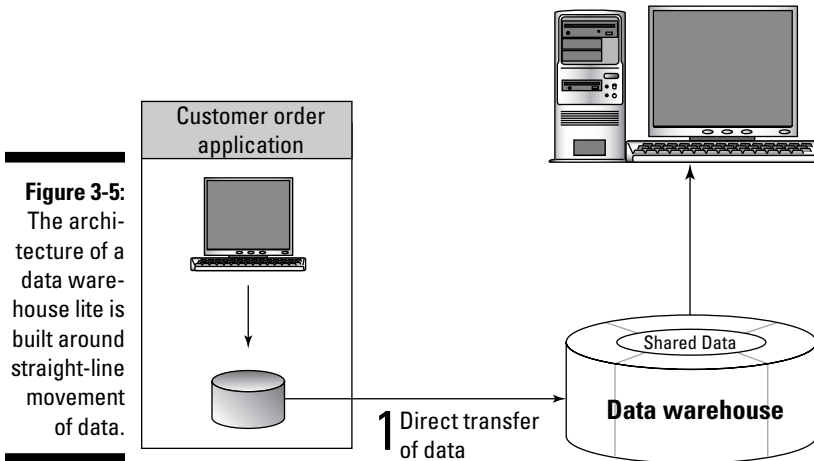 Customer order
application
Figure 3-5:
The archi-
tecture of a
data ware-
house lite is
built around
straight-line
movement
of data.
Shared Data
Data warehouse
1 Direct transfer
of data